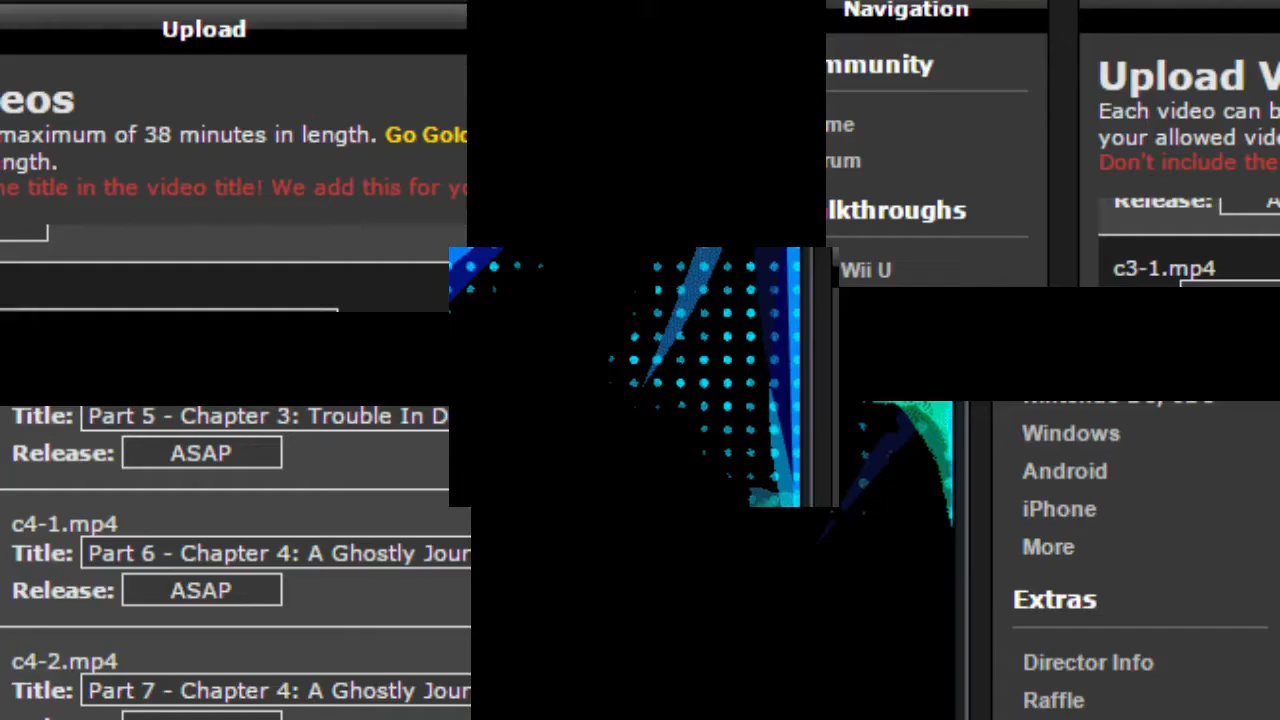 Upload
eos
maximum of 38 minutes in length. Go Gold
ngth.
e title in the video title! We add this for
Navigation
mmunity
me
rum
lkthroughs
Wii U
Upload V
Each video can b
your allowed vide
Don't include the
Release:
c3-1.mp4
Title: Part 5 - Chapter 3: Trouble In D
Release: ASAP
c4-1.mp4
Title: Part 6 - Chapter 4: A Ghostly Jour
Release: ASAP
c4-2.mp4
Title: Part 7 - Chapter 4: A Ghostly Jour
Windows
Android
iPhone
More
Extras
Director Info
Raffle